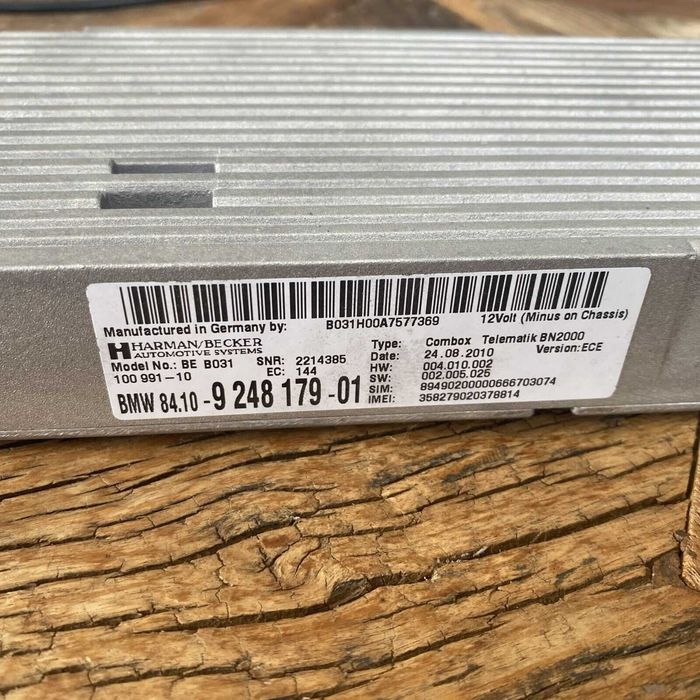 B031H00A7577369
Manufactured in Germany by: 12Volt (Minus on Chassis)
HARMAN/BECKER
AUTOMOTIVE SYSTEMS
Model No.: BE B031 SNR: 2214385
100 991-10 EC: 144
BMW 84.10 -9 248 179 -01
Type: Combox Telematik BN2000
Date: 24.08.2010 Version: ECE
HW: 004.010.002
SW: 002.005.025
SIM: 89490200000666703074
IMEI: 358279020378814